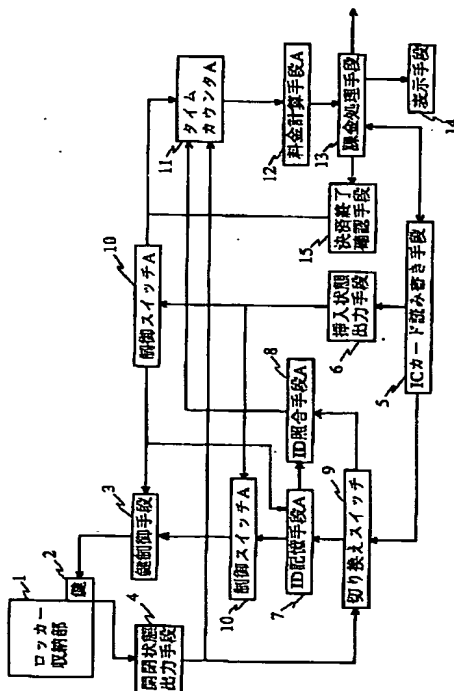 1
ロッカー
収納部
2
鍵
4
開閉状態
出力手段
3
鍵制御手段
10
制御スイッチA
7
ID記憶手段A
8
ID照合手段A
9
切り換えスイッチ
10
制御スイッチA
6
挿入状態
出力手段
5
ICカード読み書き手段
11
タイム
カウンタA
12
料金計算手段A
13
課金処理手段
15
決済終了
確認手段
14
表示手段